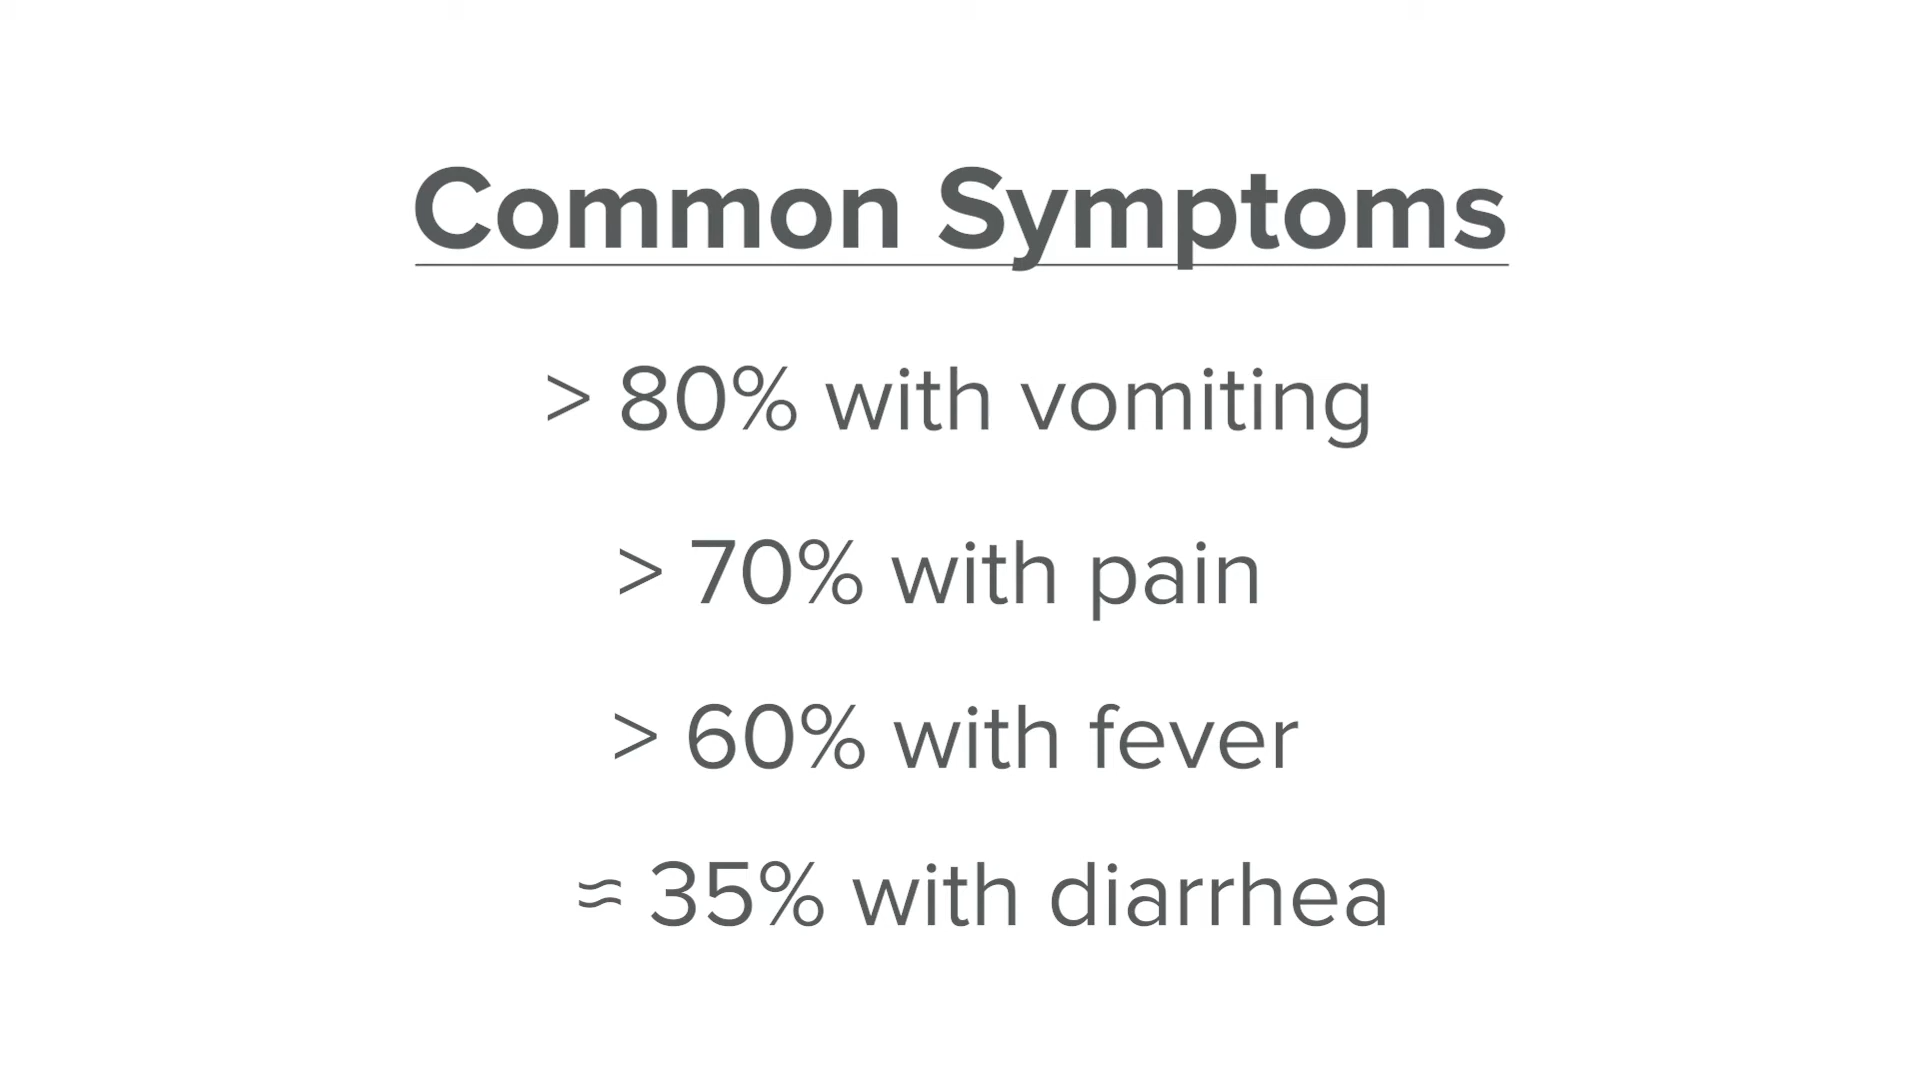 Common Symptoms
> 80% with vomiting
> 70% with pain
> 60% with fever
≈ 35% with diarrhea